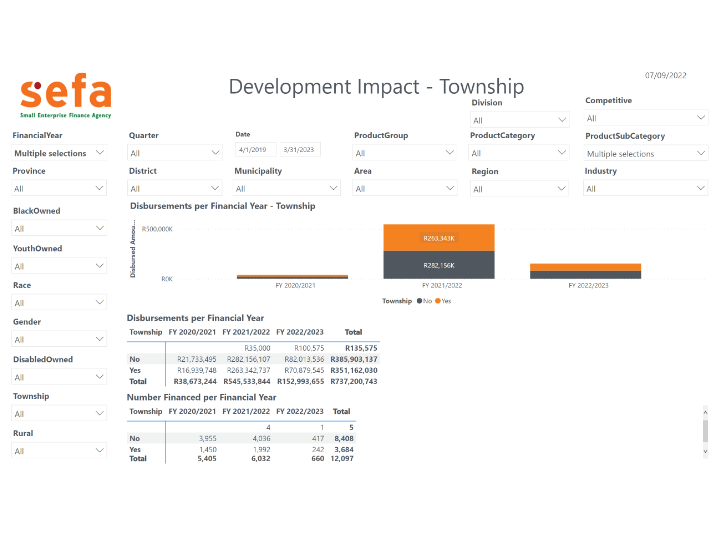 sefa
Small Enterprise Finance Agency
Development Impact - Township
07/09/2022
Division
All
Competitive
All
FinancialYear
Multiple selections
Quarter
All
Date
4/1/2019 3/31/2023
ProductGroup
All
ProductCategory
All
ProductSubCategory
Multiple selections
Province
All
District
All
Municipality
All
Area
All
Region
All
Industry
All
BlackOwned
All
YouthOwned
All
Race
All
Gender
All
DisabledOwned
All
Township
All
Rural
All
Disbursements per Financial Year - Township
Disbursed Amou...
R500,000K
R0K
R263,343K
R282,156K
FY 2020/2021 FY 2021/2022 FY 2022/2023
Township No Yes
Disbursements per Financial Year
Township FY 2020/2021 FY 2021/2022 FY 2022/2023 Total
R35,000 R100,575 R135,575
No R21,733,495 R282,156,107 R82,013,536 R385,903,137
Yes R16,939,748 R263,342,737 R70,879,545 R351,162,030
Total R38,673,244 R545,533,844 R152,993,655 R737,200,743
Number Financed per Financial Year
Township FY 2020/2021 FY 2021/2022 FY 2022/2023 Total
4 1 5
No 3,955 4,036 417 8,408
Yes 1,450 1,992 242 3,684
Total 5,405 6,032 660 12,097